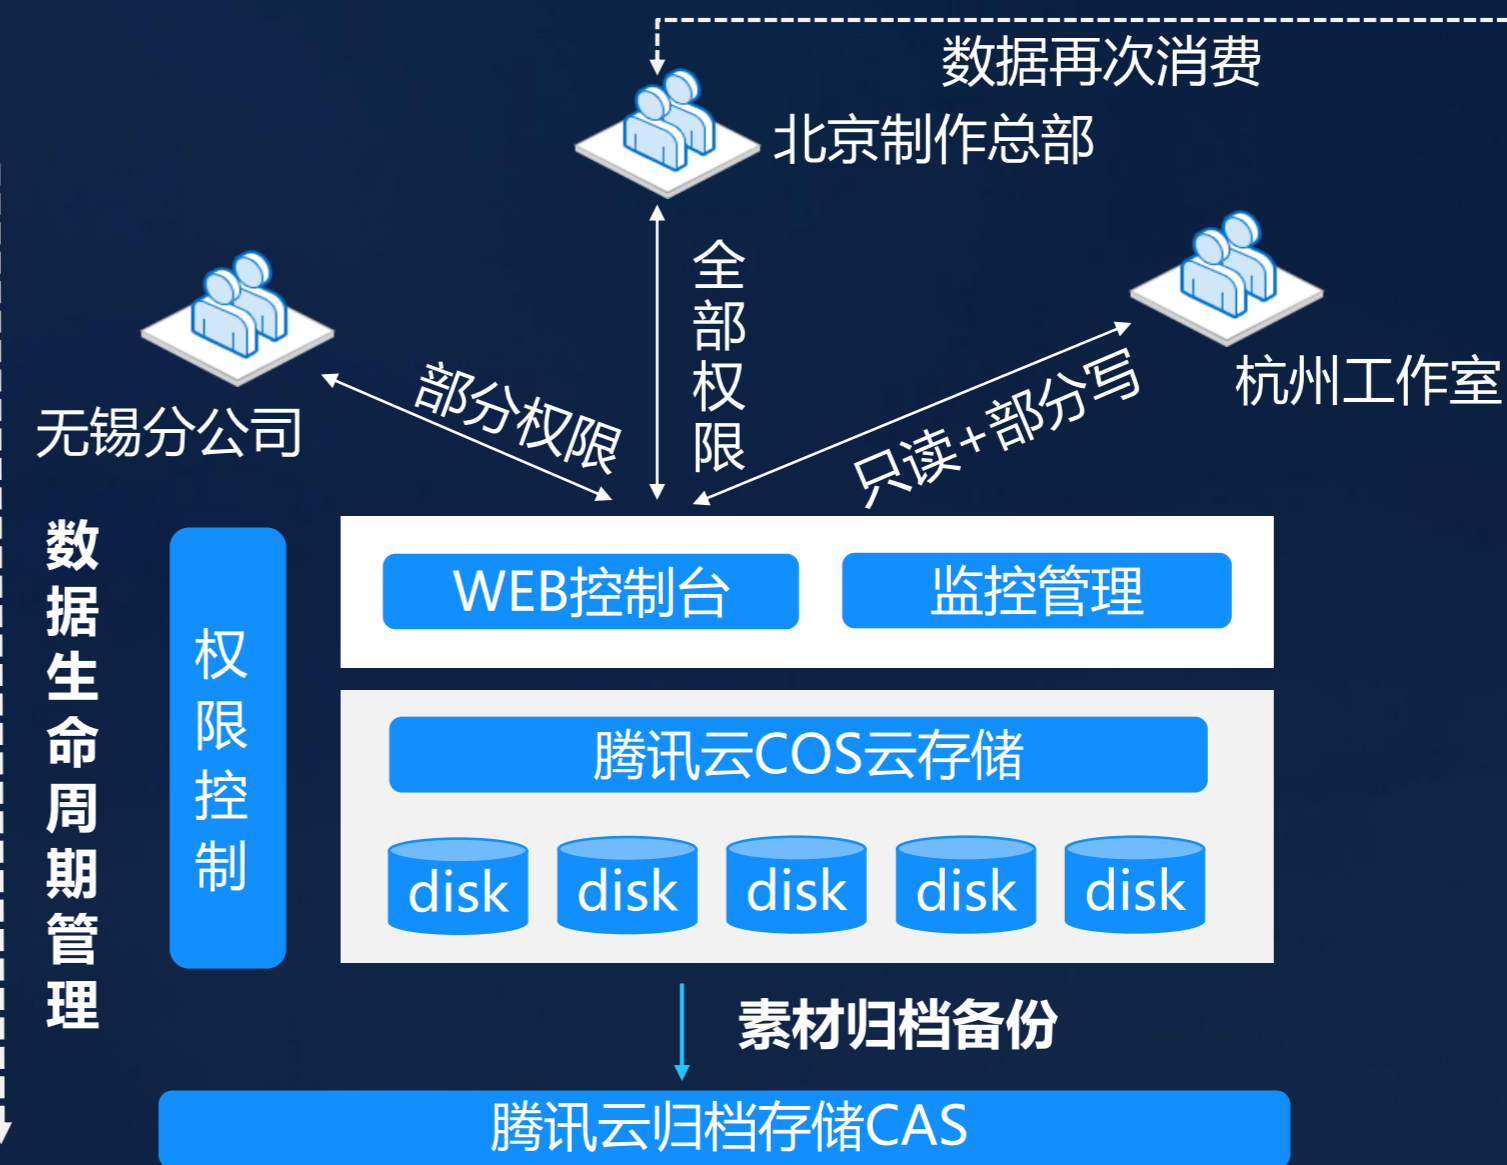 数据再次消费
北京制作总部
全部权限
无锡分公司
部分权限
杭州工作室
只读+部分写
数据生命周期管理
权限控制
WEB控制台
监控管理
腾讯云COS云存储
disk
disk
disk
disk
disk
素材归档备份
腾讯云归档存储CAS